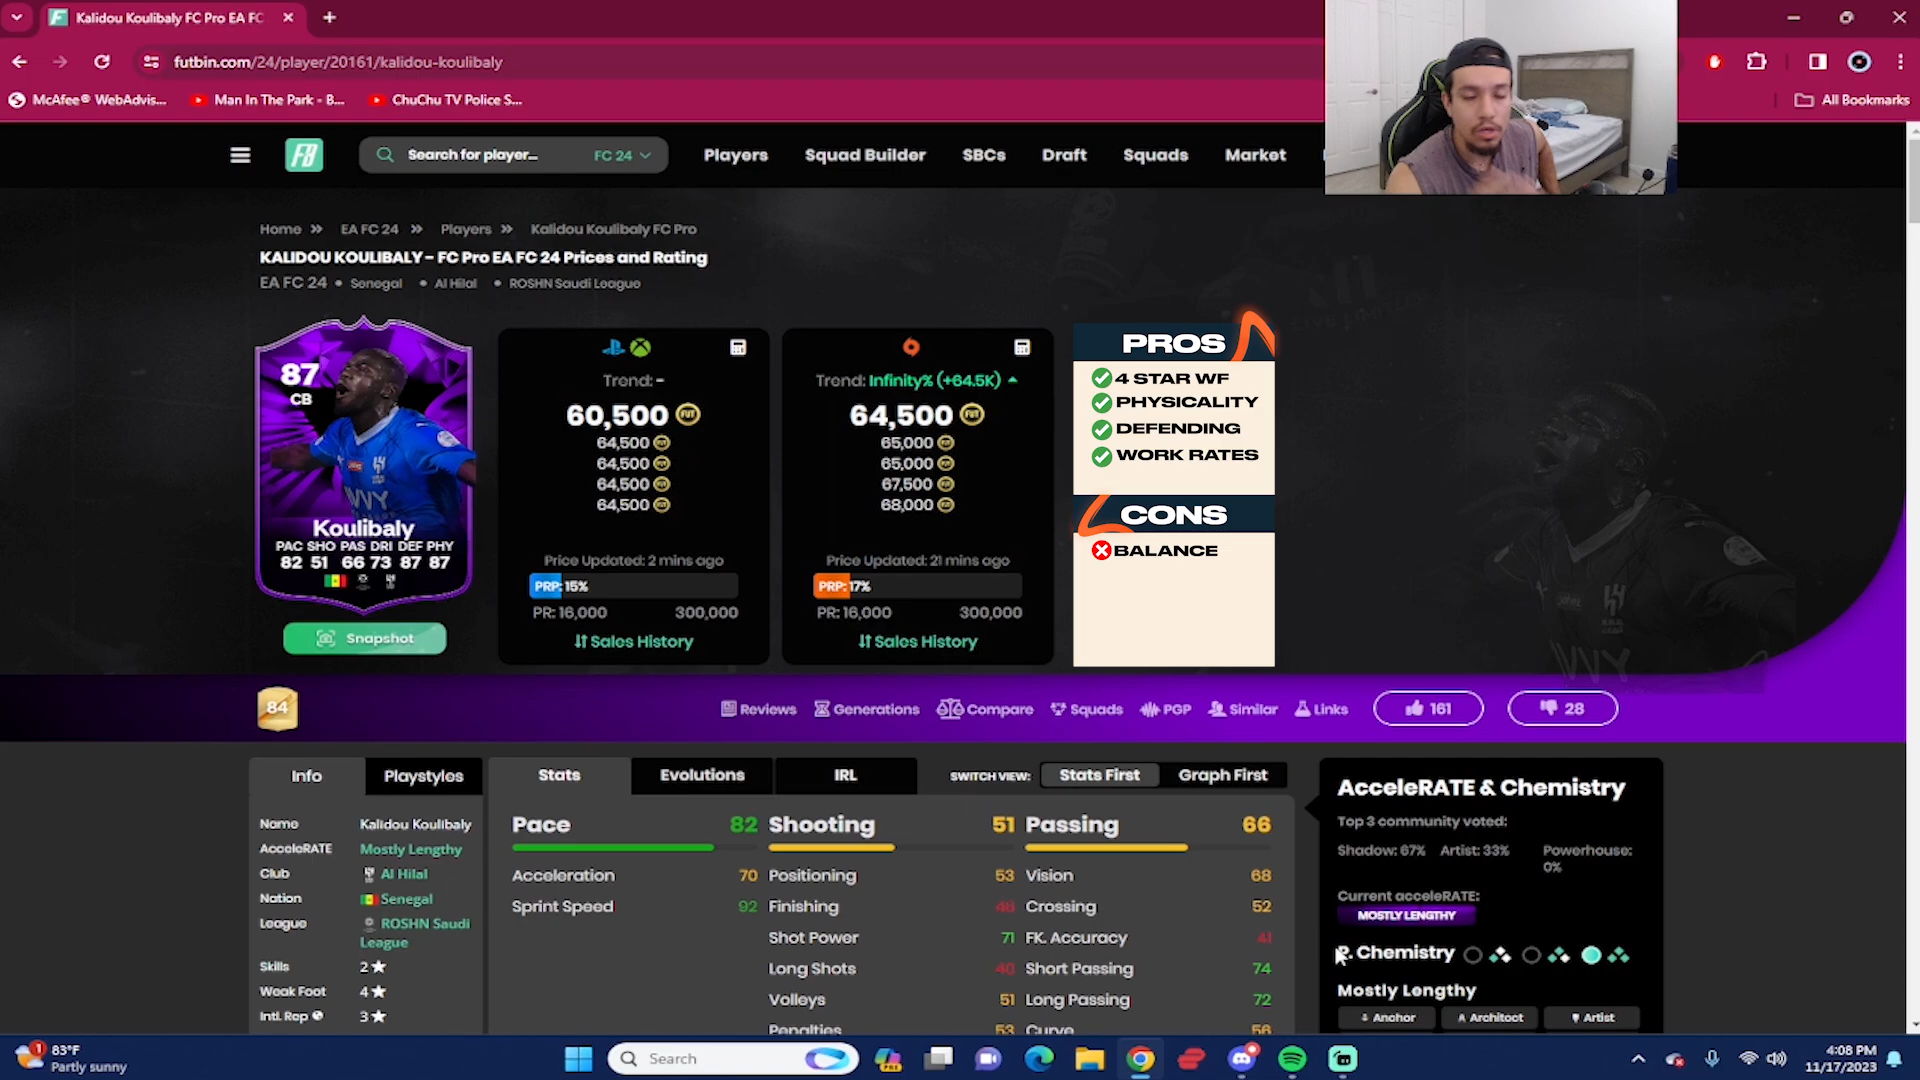 Kalidou Koulibaly FC Pro EA FC
futbin.com/24/player/20161/kalidou-koulibaly
McAfee® WebAdvis...
Man In The Park - B...
ChuChu TV Police S...
All Bookmarks
Search for player...
FC 24
Players
Squad Builder
SBCs
Draft
Squads
Market
Home
EA FC 24
Players
Kalidou Koulibaly FC Pro
KALIDOU KOULIBALY - FC Pro EA FC 24 Prices and Rating
EA FC 24 • Senegal • Al Hilal • ROSHN Saudi League
87
CB
Koulibaly
PAC SHO PAS DRI DEF PHY
82 51 66 73 87 87
Snapshot
Trend: -
60,500
64,500
64,500
64,500
64,500
Price Updated: 2 mins ago
PRP: 15%
PR: 16,000 300,000
Sales History
Trend: Infinity% (+64.5K)
64,500
65,000
65,000
67,500
68,000
Price Updated: 21 mins ago
PRP: 17%
PR: 16,000 300,000
Sales History
PROS
4 STAR WF
PHYSICALITY
DEFENDING
WORK RATES
CONS
BALANCE
84
Reviews
Generations
Compare
Squads
PGP
Similar
Links
161
28
Info
Playstyles
Stats
Evolutions
IRL
SWITCH VIEW:
Stats First
Graph First
Name Kalidou Koulibaly
AcceleRATE Mostly Lengthy
Club Al Hilal
Nation Senegal
League ROSHN Saudi
League
Skills 2
Weak Foot 4
Intl. Rep 3
Pace 82
Acceleration 70
Sprint Speed 92
Shooting 51
Positioning 53
Finishing 48
Shot Power 71
Long Shots 40
Volleys 51
Penalties 53
Passing 66
Vision 68
Crossing 52
FK. Accuracy 41
Short Passing 74
Long Passing 72
Curve 56
AcceleRATE & Chemistry
Top 3 community voted:
Shadow: 67% Artist: 33% Powerhouse:
0%
Current acceleRATE:
MOSTLY LENGTHY
Chemistry
Mostly Lengthy
Anchor
Architect
Artist
1
83°F
Partly sunny
Search
4:08 PM
11/17/2023